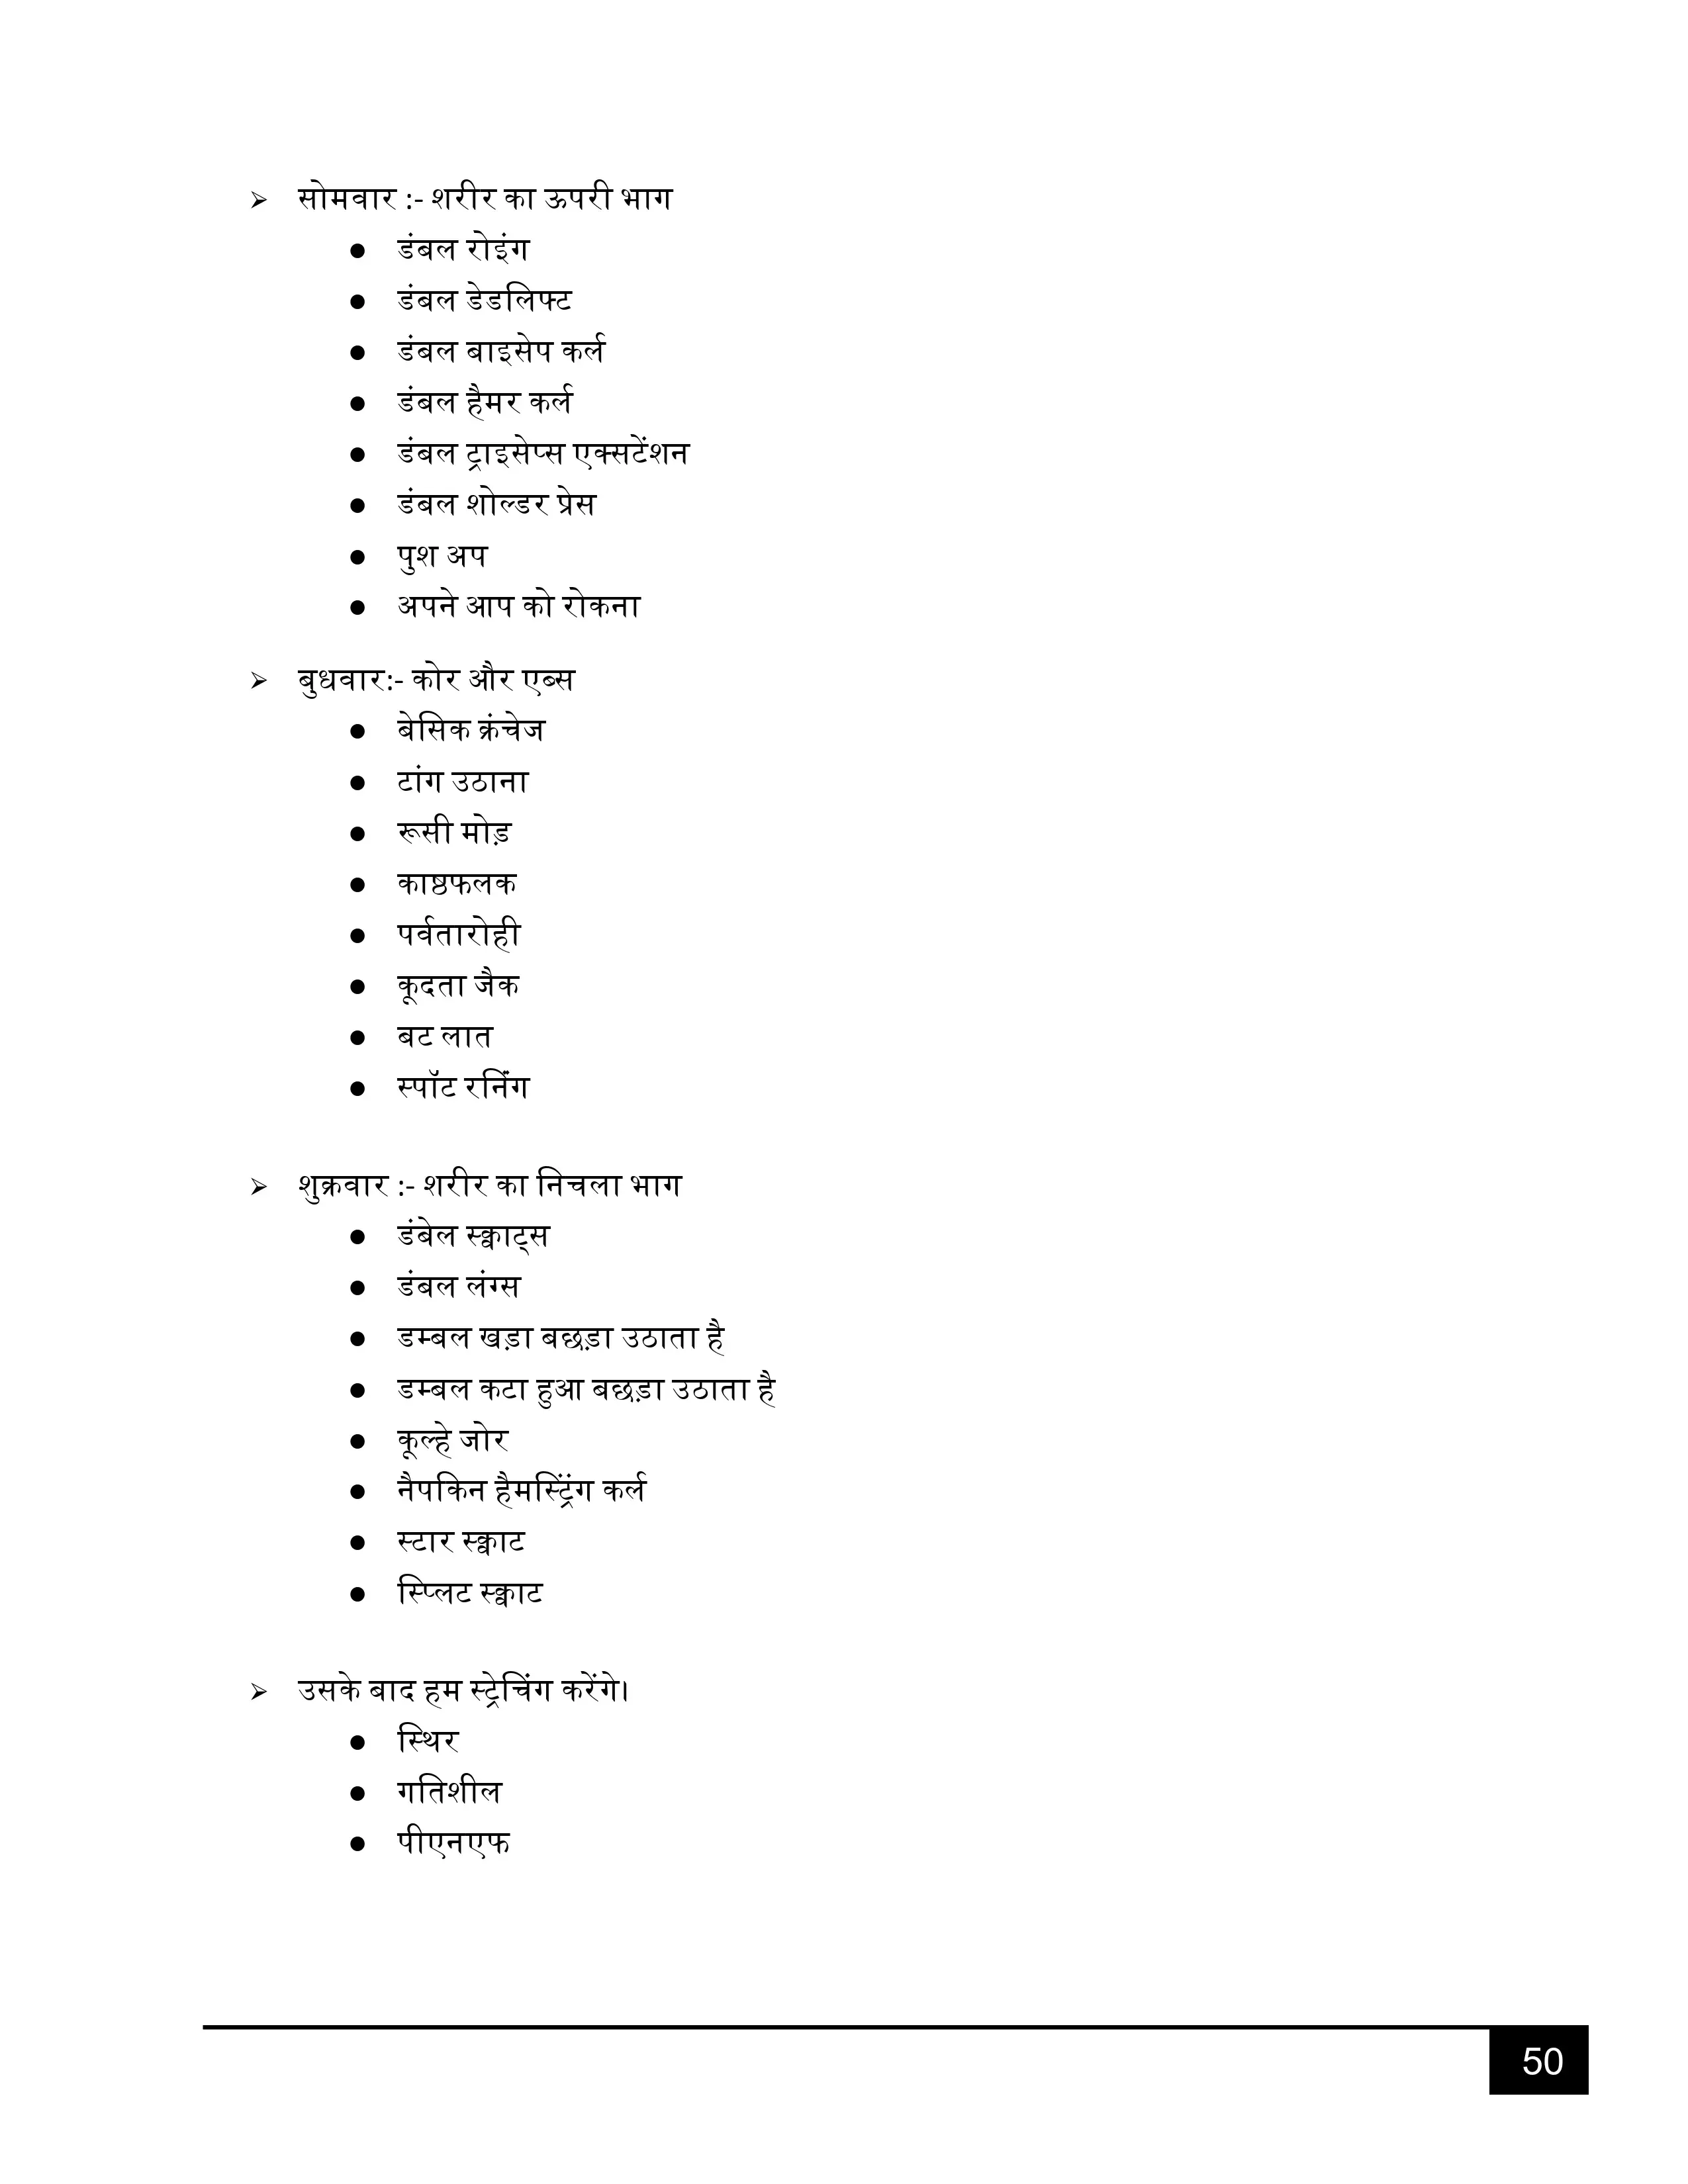 ➢ सोमवार :- शरीर का ऊपरी भाग
● डंबल रोइंग
● डंबल डेडलिफ्ट
● डंबल बाइसेप कर्ल
● डंबल हैमर कर्ल
● डंबल ट्राइसेप्स एक्सटेंशन
● डंबल शोल्डर प्रेस
● पुश अप
● अपने आप को रोकना
➢ बुधवार:- कोर और एब्स
● बेसिक क्रंचेज
● टांग उठाना
● रूसी मोड़
● काष्ठफलक
● पर्वतारोही
● कूदता जैक
● बट लात
● स्पॉट रनिंग
➢ शुक्रवार :- शरीर का निचला भाग
● डंबेल स्क्वाट्स
● डंबल लंग्स
● डम्बल खड़ा बछड़ा उठाता है
● डम्बल कटा हुआ बछड़ा उठाता है
● कूल्हे जोर
● नैपकिन हैमस्ट्रिंग कर्ल
● स्टार स्क्वाट
● स्प्लिट स्क्वाट
➢ उसके बाद हम स्ट्रेचिंग करेंगे।
● स्थिर
● गतिशील
● पीएनएफ
50